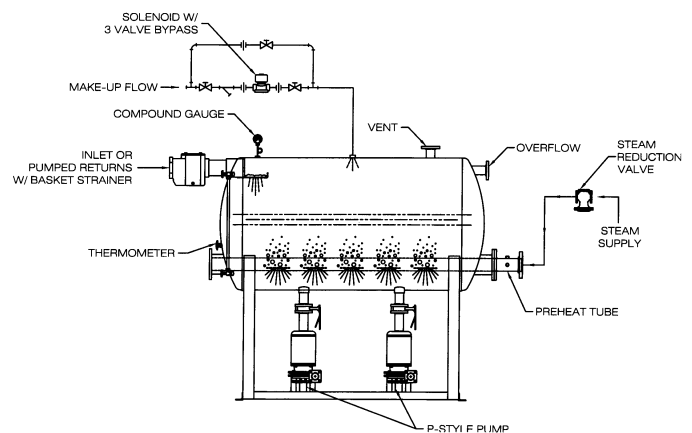 SOLENOID W/
3 VALVE BYPASS
MAKE-UP FLOW
COMPOUND GAUGE
VENT
OVERFLOW
STEAM
REDUCTION
VALVE
INLET OR
PUMPED RETURNS
W/ BASKET STRAINER
STEAM
SUPPLY
THERMOMETER
PREHEAT TUBE
P-STYLE PUMP